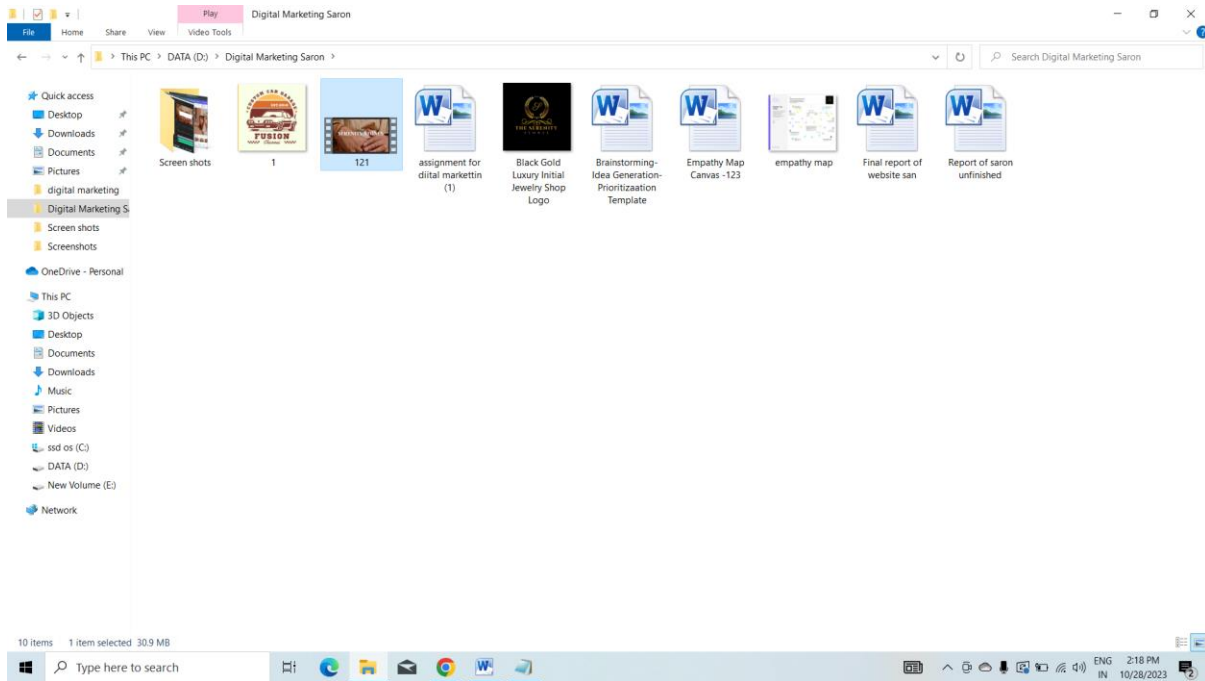 Play
Digital Marketing Saron
File Home Share View Video Tools
This PC > DATA (D:) > Digital Marketing Saron >
Search Digital Marketing Saron
Quick access
Desktop
Downloads
Documents
Pictures
digital marketing
Digital Marketing S
Screen shots
Screenshots
OneDrive - Personal
This PC
3D Objects
Desktop
Documents
Downloads
Music
Pictures
Videos
ssd os (C:)
DATA (D:)
New Volume (E:)
Network
FUSION
THE SERENITY
Screen shots
1
121
assignment for
diital markettin
(1)
Black Gold
Luxury Initial
Jewelry Shop
Logo
Brainstorming-
Idea Generation-
Prioritizaation
Template
Empathy Map
Canvas -123
empathy map
Final report of
website san
Report of saron
unfinished
10 items 1 item selected 30.9 MB
Type here to search
ENG
IN
2:18 PM
10/28/2023
2